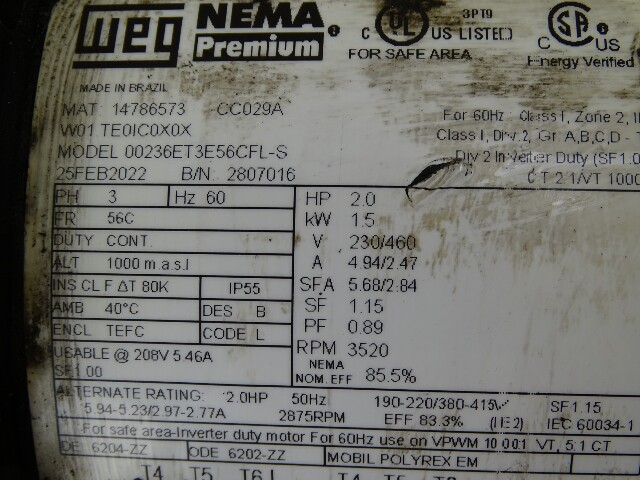 WEG NEMA Premium C UL US LISTED 3PT9 C SA US
FOR SAFE AREA Energy Verified
MADE IN BRAZIL
MAT 14786573 CC029A
W01 TE0IC0X0X
For 60Hz Class I, Zone 2,
MODEL 00236ET3E56CFL-S
Class I, Div.2, Gr A,B,C,D -
25FEB2022 B/N: 2807016
Div 2 Inverter Duty (SF1.0
CT 2:1/VT 1000
PH 3 Hz 60
HP 2.0
FR 56C
kW 1.5
DUTY CONT.
V 230/460
ALT 1000 m.a.s.l
A 4.94/2.47
INS CL F ΔT 80K IP55
SFA 5.68/2.84
AMB 40°C DES B
SF 1.15
ENCL TEFC CODE L
PF 0.89
USABLE @ 208V 5.46A
RPM 3520
SF1.00
NEMA NOM. EFF 85.5%
ALTERNATE RATING: 2.0HP 50Hz 190-220/380-415V SF1.15
5.94-5.23/2.97-2.77A 2875RPM EFF 83.3% (IE2) IEC 60034-1
For safe area-Inverter duty motor For 60Hz use on VPWM 1000:1 VT, 5:1 CT
DE 6204-ZZ ODE 6202-ZZ MOBIL POLYREX EM
T4 T5 T6